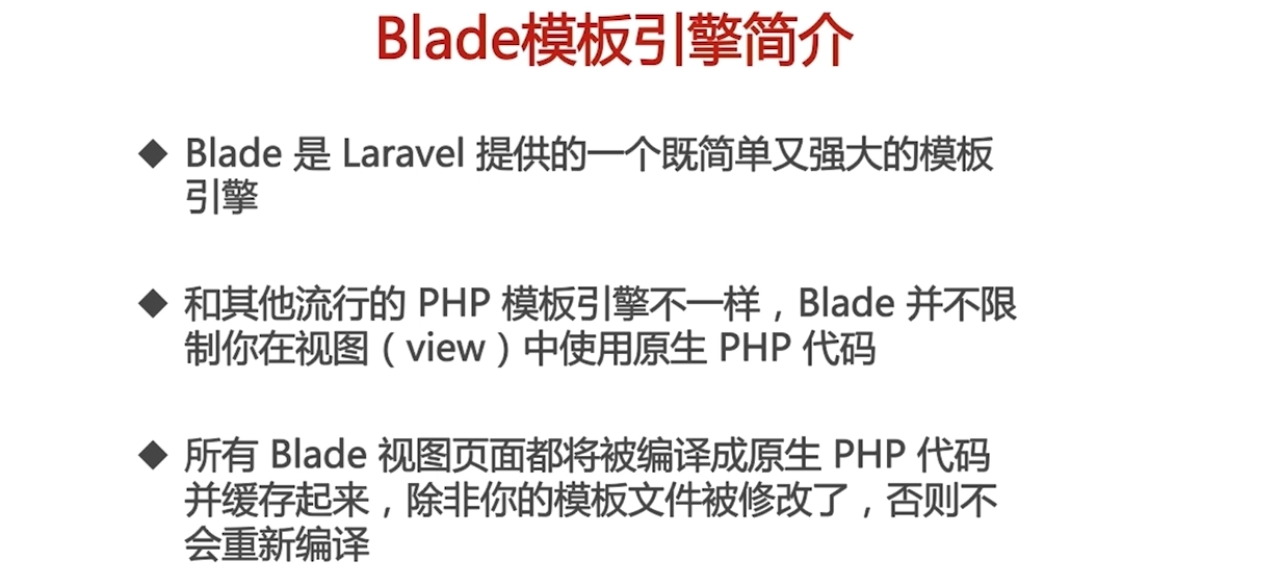 Blade模板引擎简介
◆ Blade 是 Laravel 提供的一个既简单又强大的模板
引擎
◆ 和其他流行的 PHP 模板引擎不一样，Blade 并不限
制你在视图（view）中使用原生 PHP 代码
◆ 所有 Blade 视图页面都将被编译成原生 PHP 代码
并缓存起来，除非你的模板文件被修改了，否则不
会重新编译